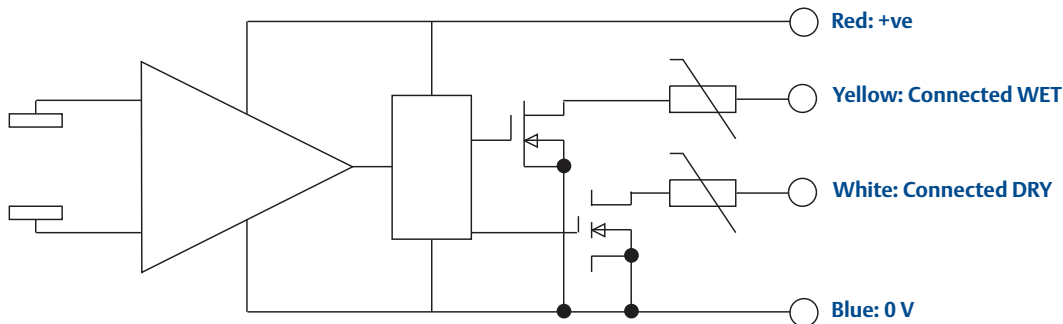 Red: +ve
Yellow: Connected WET
White: Connected DRY
Blue: 0 V